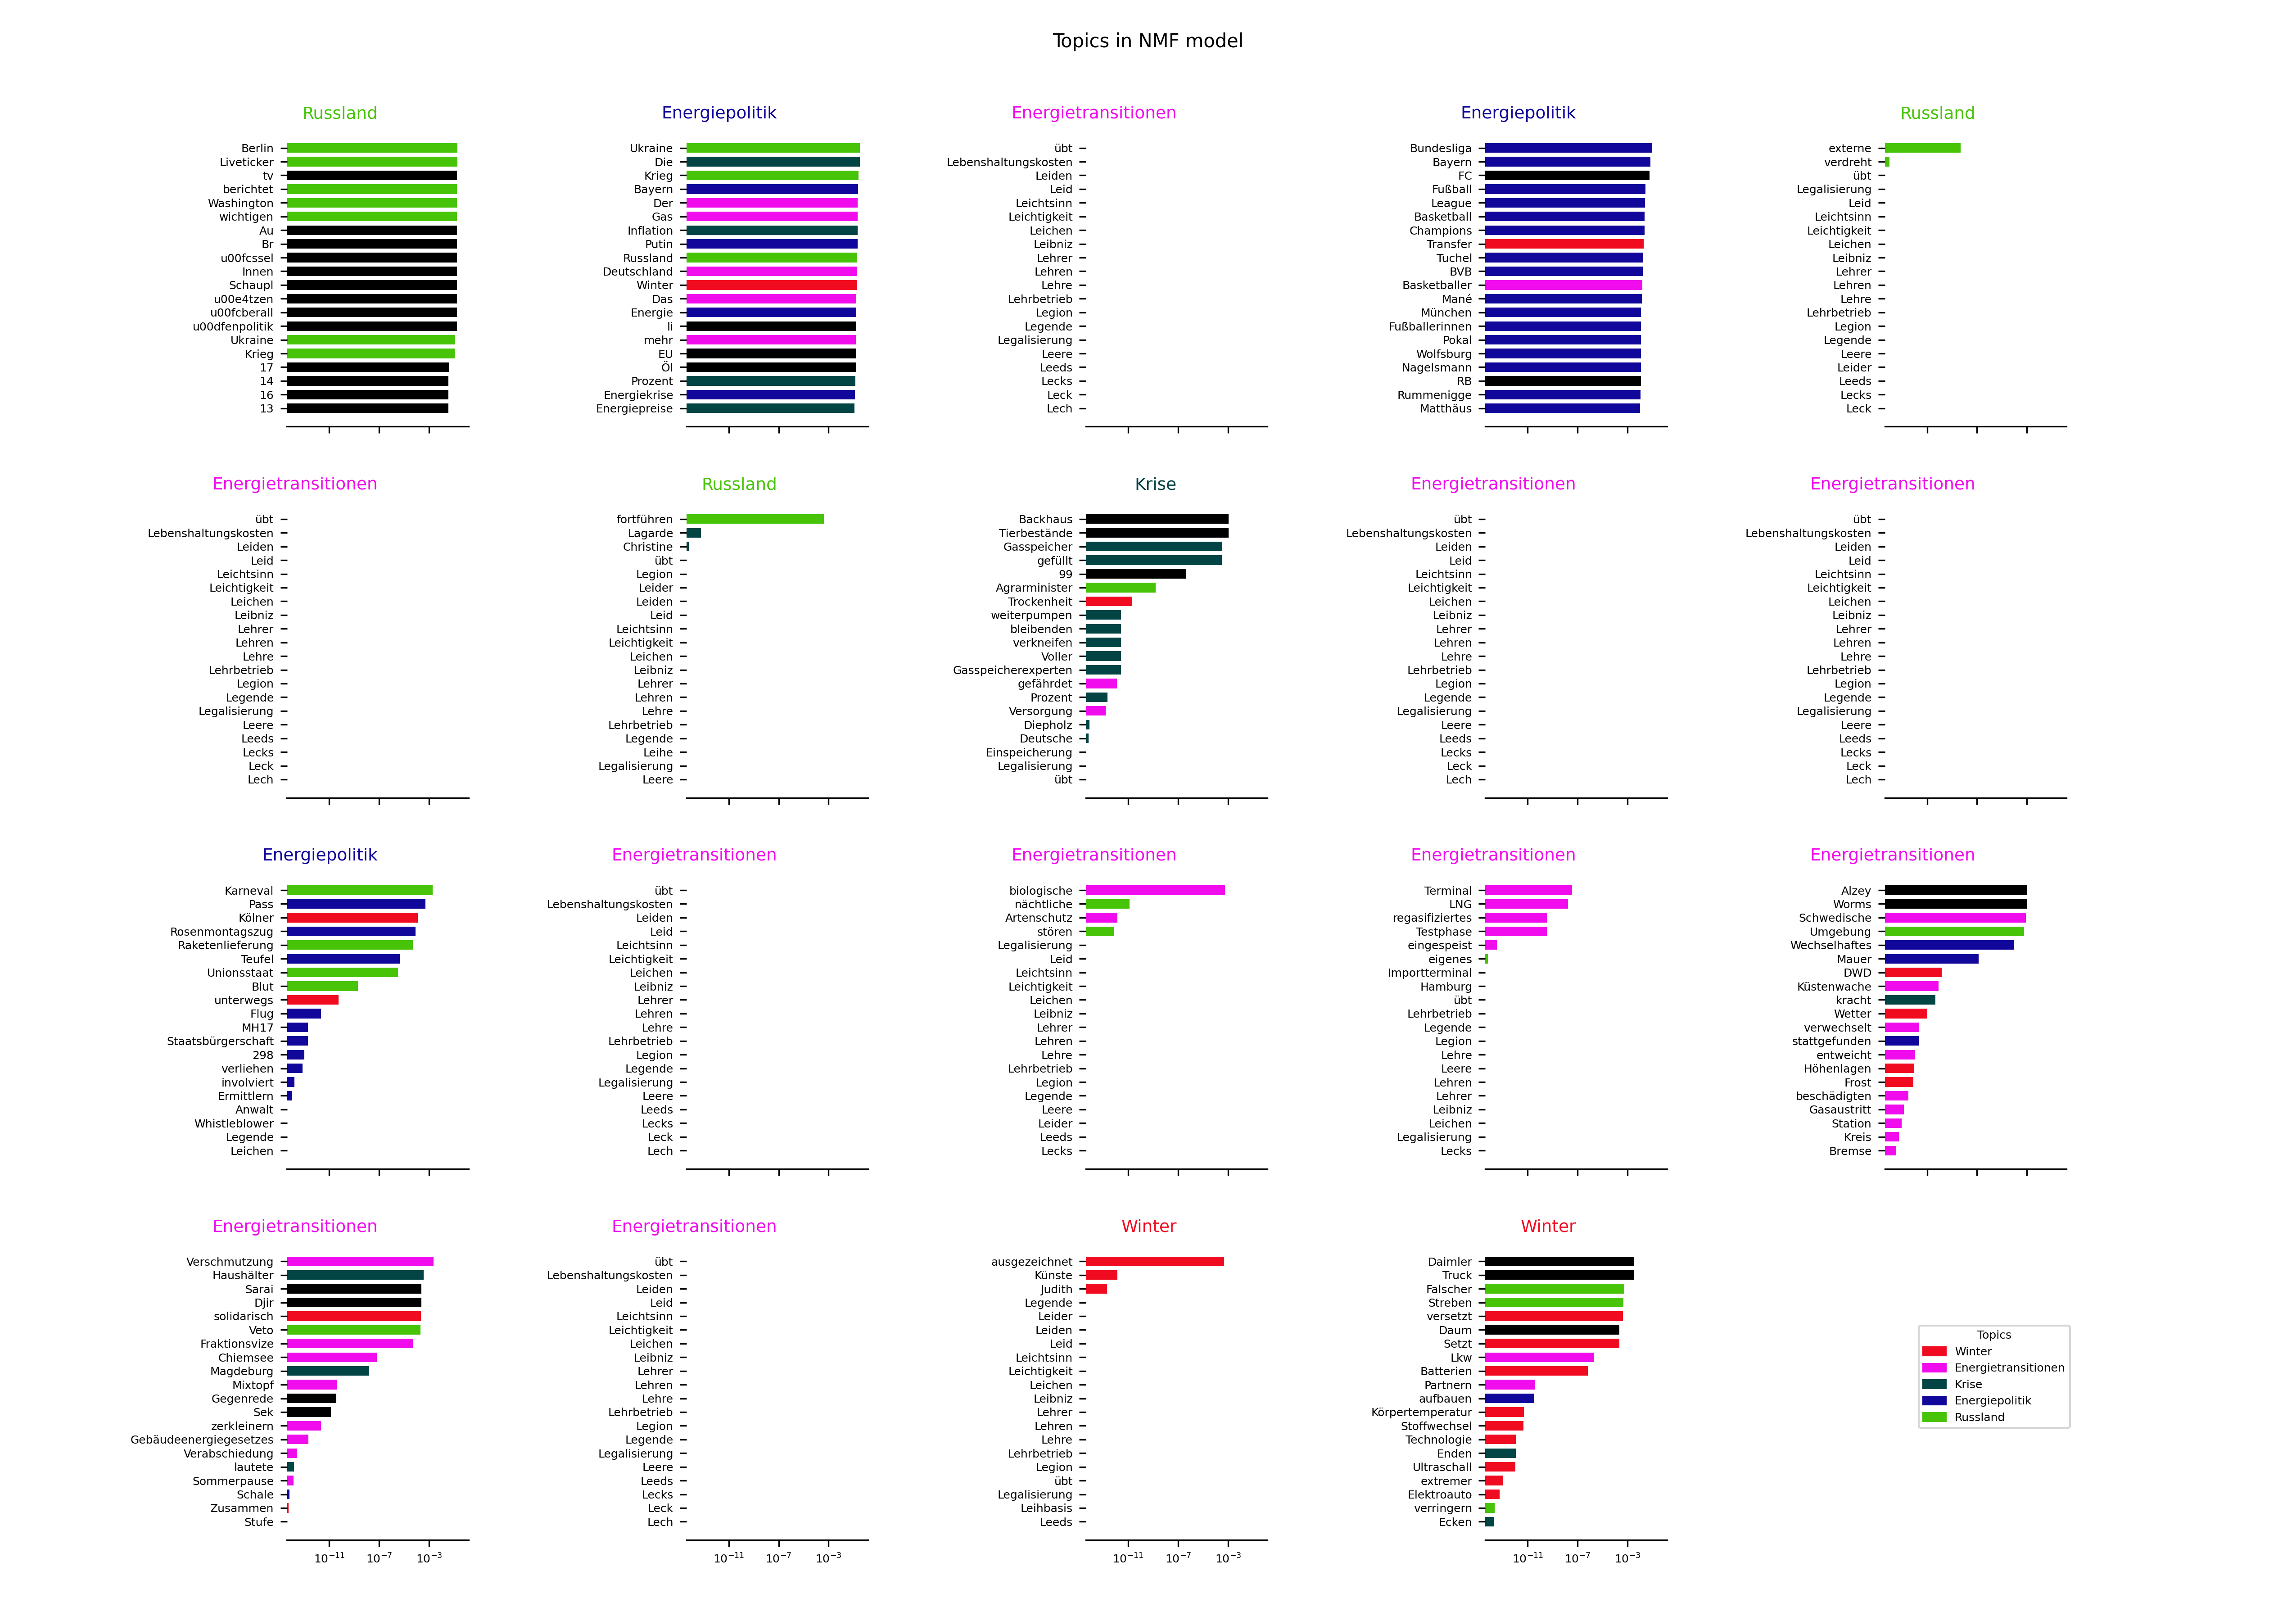 Topics in NMF model
Russland
Berlin
Liveticker
tv
berichtet
Washington
wichtigen
Au
Br
u00fcssel
Innen
Schaupl
u00e4tzen
u00fcberall
u00dfenpolitik
Ukraine
Krieg
17
14
16
13
Energiepolitik
Ukraine
Die
Krieg
Bayern
Der
Gas
Inflation
Putin
Russland
Deutschland
Winter
Das
Energie
li
mehr
EU
Öl
Prozent
Energiekrise
Energiepreise
Energietransitionen
übt
Lebenshaltungskosten
Leiden
Leid
Leichtsinn
Leichtigkeit
Leichen
Leibniz
Lehrer
Lehren
Lehre
Lehrbetrieb
Legion
Legende
Legalisierung
Leere
Leeds
Lecks
Leck
Lech
Energiepolitik
Bundesliga
Bayern
FC
Fußball
League
Basketball
Champions
Transfer
Tuchel
BVB
Basketballer
Mané
München
Fußballerinnen
Pokal
Wolfsburg
Nagelsmann
RB
Rummenigge
Matthäus
Russland
externe
verdreht
übt
Legalisierung
Leid
Leichtsinn
Leichtigkeit
Leichen
Leibniz
Lehrer
Lehren
Lehre
Lehrbetrieb
Legion
Legende
Leere
Leider
Leeds
Lecks
Leck
Energietransitionen
übt
Lebenshaltungskosten
Leiden
Leid
Leichtsinn
Leichtigkeit
Leichen
Leibniz
Lehrer
Lehren
Lehre
Lehrbetrieb
Legion
Legende
Legalisierung
Leere
Leeds
Lecks
Leck
Lech
Russland
fortführen
Lagarde
Christine
übt
Legion
Leider
Leiden
Leid
Leichtsinn
Leichtigkeit
Leichen
Leibniz
Lehrer
Lehren
Lehre
Lehrbetrieb
Legende
Leihe
Legalisierung
Leere
Krise
Backhaus
Tierbestände
Gasspeicher
gefüllt
99
Agrarminister
Trockenheit
weiterpumpen
bleibenden
verkneifen
Voller
Gasspeicherexperten
gefährdet
Prozent
Versorgung
Diepholz
Deutsche
Einspeicherung
Legalisierung
übt
Energietransitionen
übt
Lebenshaltungskosten
Leiden
Leid
Leichtsinn
Leichtigkeit
Leichen
Leibniz
Lehrer
Lehren
Lehre
Lehrbetrieb
Legion
Legende
Legalisierung
Leere
Leeds
Lecks
Leck
Lech
Energietransitionen
übt
Lebenshaltungskosten
Leiden
Leid
Leichtsinn
Leichtigkeit
Leichen
Leibniz
Lehrer
Lehren
Lehre
Lehrbetrieb
Legion
Legende
Legalisierung
Leere
Leeds
Lecks
Leck
Lech
Energiepolitik
Karneval
Pass
Kölner
Rosenmontagszug
Raketenlieferung
Teufel
Unionsstaat
Blut
unterwegs
Flug
MH17
Staatsbürgerschaft
298
verliehen
involviert
Ermittlern
Anwalt
Whistleblower
Legende
Leichen
Energietransitionen
übt
Lebenshaltungskosten
Leiden
Leid
Leichtsinn
Leichtigkeit
Leichen
Leibniz
Lehrer
Lehren
Lehre
Lehrbetrieb
Legion
Legende
Legalisierung
Leere
Leeds
Lecks
Leck
Lech
Energietransitionen
biologische
nächtliche
Artenschutz
stören
Legalisierung
Leid
Leichtsinn
Leichtigkeit
Leichen
Leibniz
Lehrer
Lehren
Lehre
Lehrbetrieb
Legion
Legende
Leere
Leider
Leeds
Lecks
Energietransitionen
Terminal
LNG
regasifiziertes
Testphase
eingespeist
eigenes
Importterminal
Hamburg
übt
Lehrbetrieb
Legende
Legion
Lehre
Leere
Lehren
Lehrer
Leibniz
Leichen
Legalisierung
Lecks
Energietransitionen
Alzey
Worms
Schwedische
Umgebung
Wechselhaftes
Mauer
DWD
Küstenwache
kracht
Wetter
verwechselt
stattgefunden
entweicht
Höhenlagen
Frost
beschädigten
Gasaustritt
Station
Kreis
Bremse
Energietransitionen
Verschmutzung
Haushälter
Sarai
Djir
solidarisch
Veto
Fraktionsvize
Chiemsee
Magdeburg
Mixtopf
Gegenrede
Sek
zerkleinern
Gebäudeenergiegesetzes
Verabschiedung
lautete
Sommerpause
Schale
Zusammen
Stufe
10⁻¹¹ 10⁻⁷ 10⁻³
Energietransitionen
übt
Lebenshaltungskosten
Leiden
Leid
Leichtsinn
Leichtigkeit
Leichen
Leibniz
Lehrer
Lehren
Lehre
Lehrbetrieb
Legion
Legende
Legalisierung
Leere
Leeds
Lecks
Leck
Lech
10⁻¹¹ 10⁻⁷ 10⁻³
Winter
ausgezeichnet
Künste
Judith
Legende
Leider
Leiden
Leid
Leichtsinn
Leichtigkeit
Leichen
Leibniz
Lehrer
Lehren
Lehre
Lehrbetrieb
Legion
übt
Legalisierung
Leihbasis
Leeds
10⁻¹¹ 10⁻⁷ 10⁻³
Winter
Daimler
Truck
Falscher
Streben
versetzt
Daum
Setzt
Lkw
Batterien
Partnern
aufbauen
Körpertemperatur
Stoffwechsel
Technologie
Enden
Ultraschall
extremer
Elektroauto
verringern
Ecken
10⁻¹¹ 10⁻⁷ 10⁻³
Topics
Winter
Energietransitionen
Krise
Energiepolitik
Russland